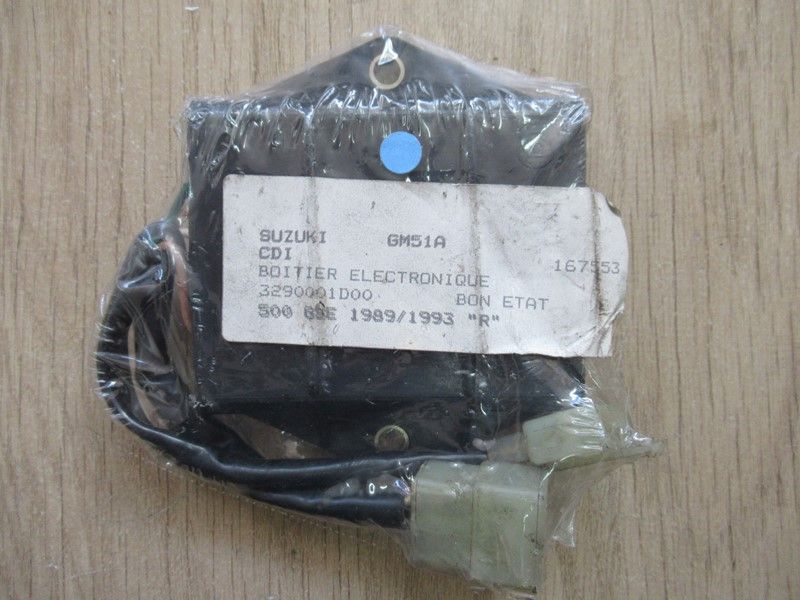 SUZUKI GM51A
CDI
167553
BOITIER ELECTRONIQUE
3290001D00 BON ETAT
500 GSE 1989/1993 "R"